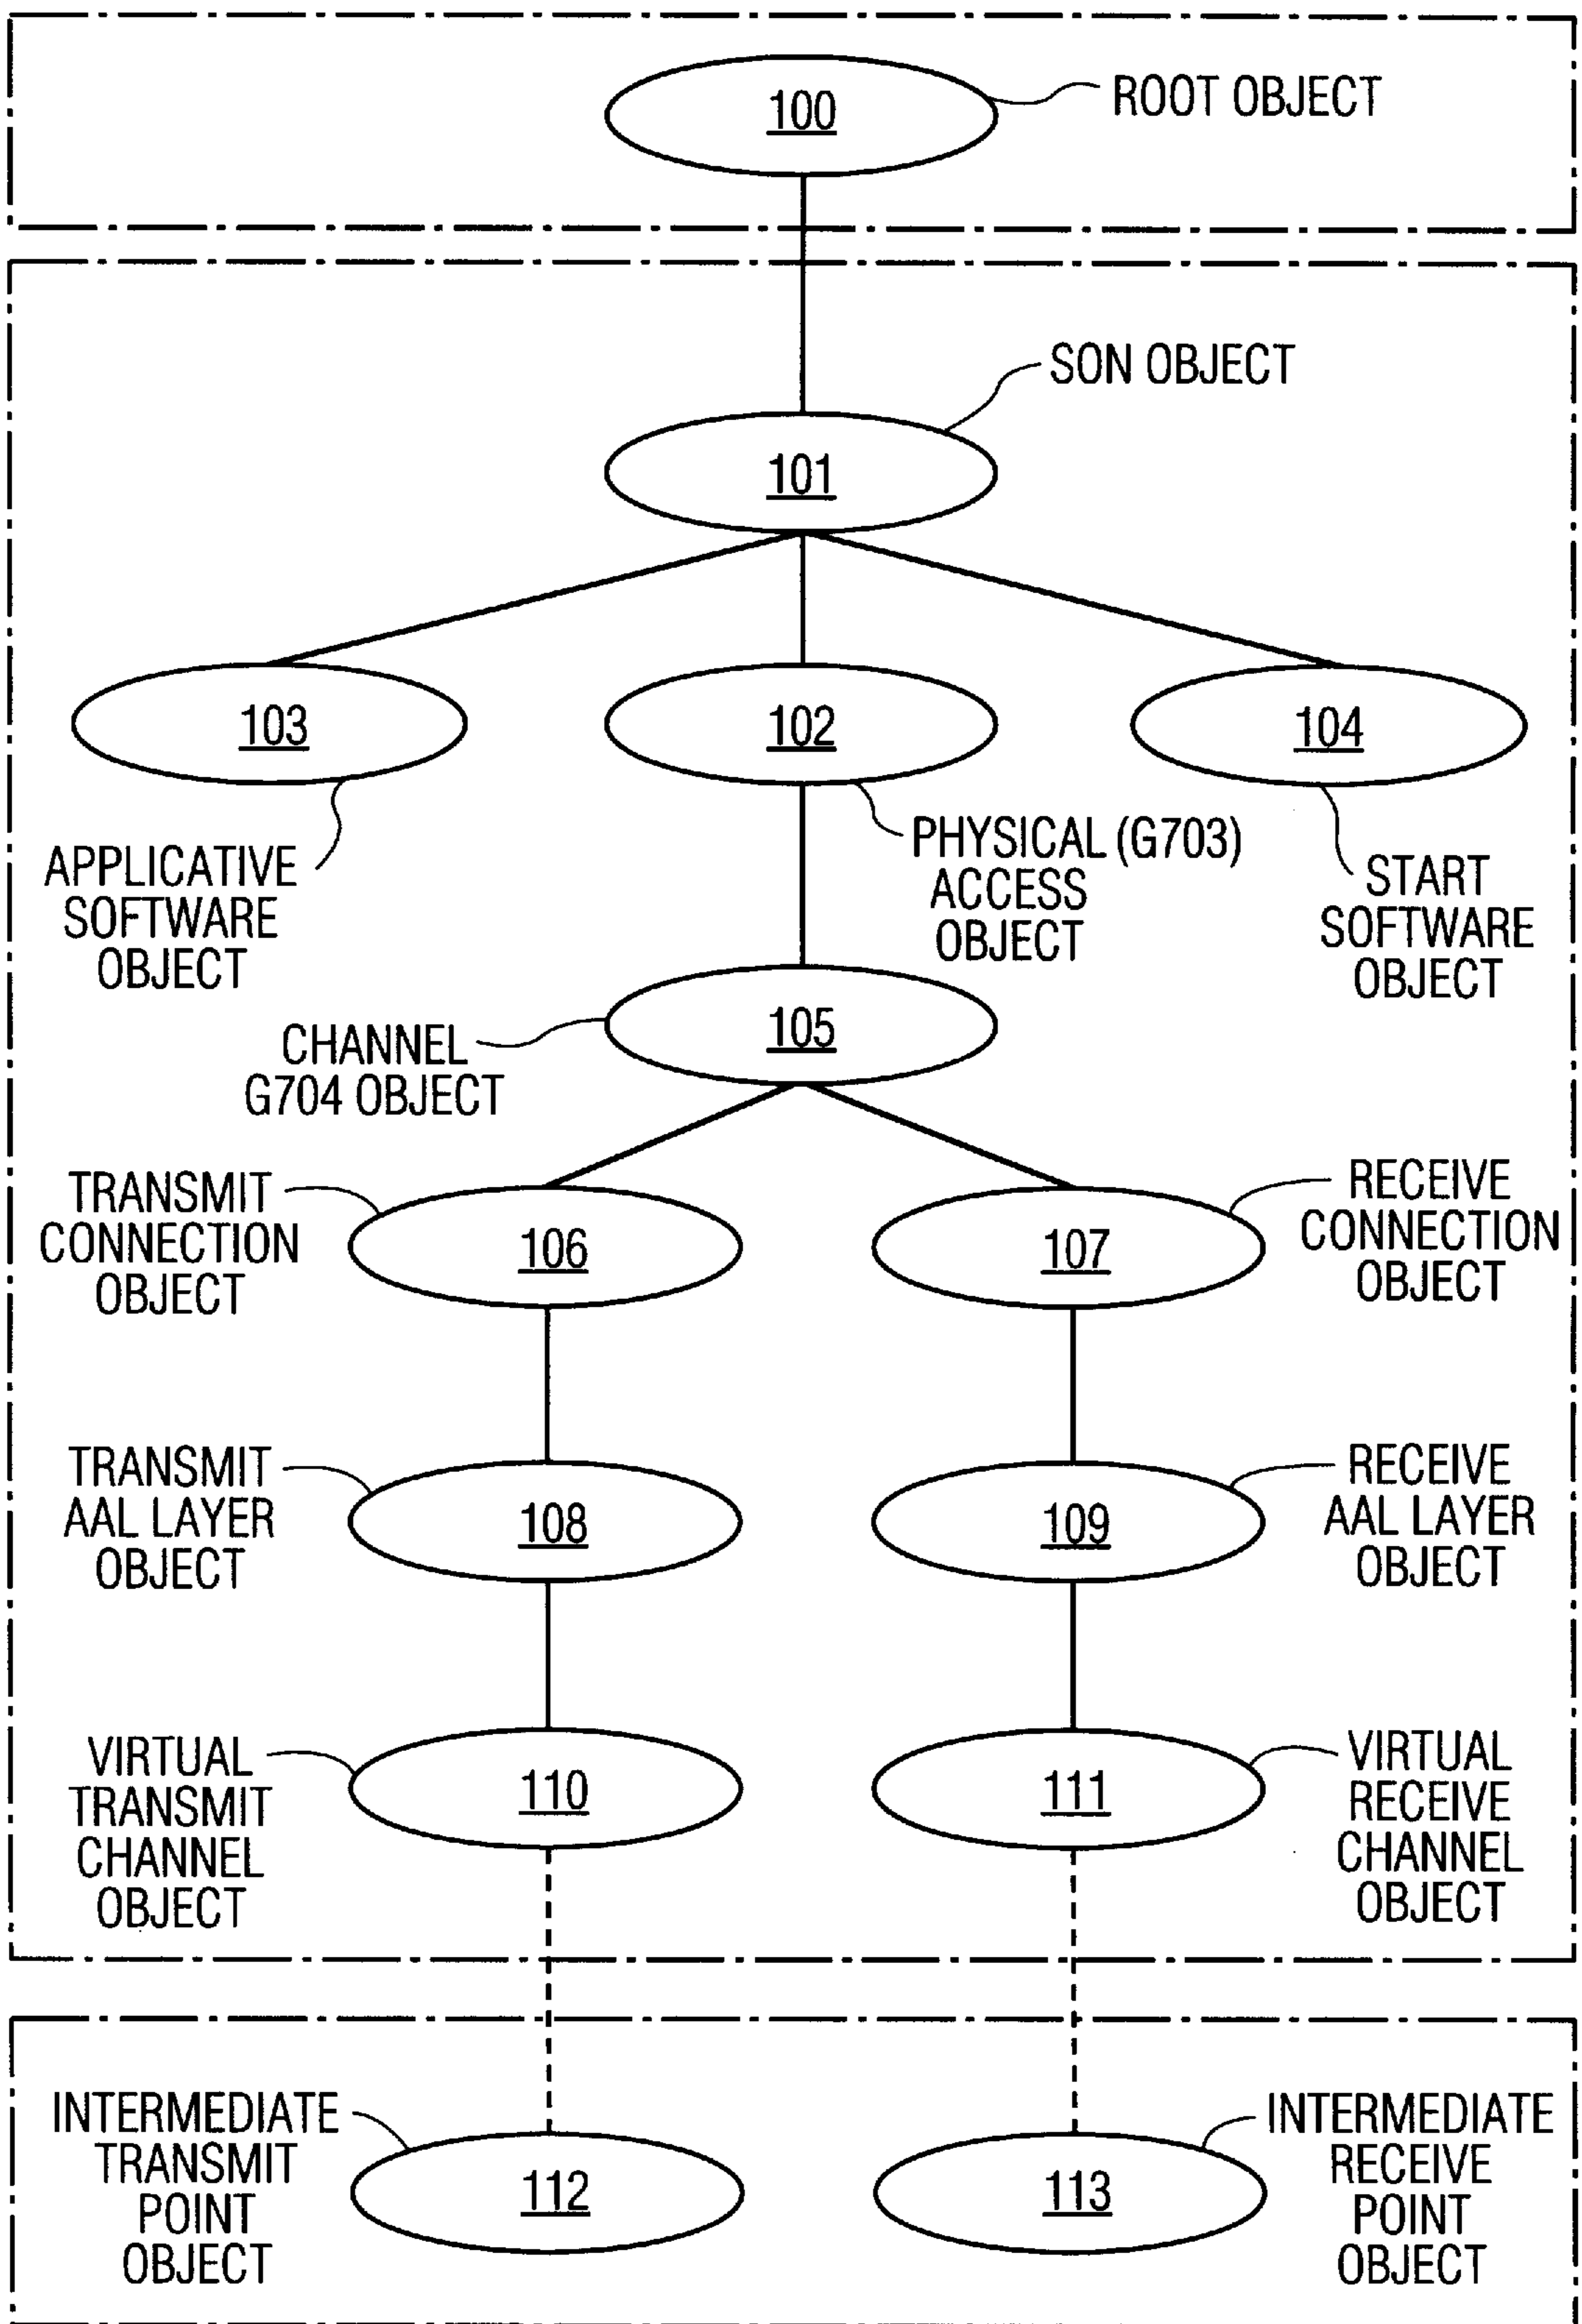 100
ROOT OBJECT
SON OBJECT
101
103
102
104
APPLICATIVE
SOFTWARE
OBJECT
PHYSICAL (G703)
ACCESS
OBJECT
START
SOFTWARE
OBJECT
105
CHANNEL
G704 OBJECT
TRANSMIT
CONNECTION
OBJECT
106
107
RECEIVE
CONNECTION
OBJECT
TRANSMIT
AAL LAYER
OBJECT
108
109
RECEIVE
AAL LAYER
OBJECT
VIRTUAL
TRANSMIT
CHANNEL
OBJECT
110
111
VIRTUAL
RECEIVE
CHANNEL
OBJECT
INTERMEDIATE
TRANSMIT
POINT
OBJECT
112
113
INTERMEDIATE
RECEIVE
POINT
OBJECT